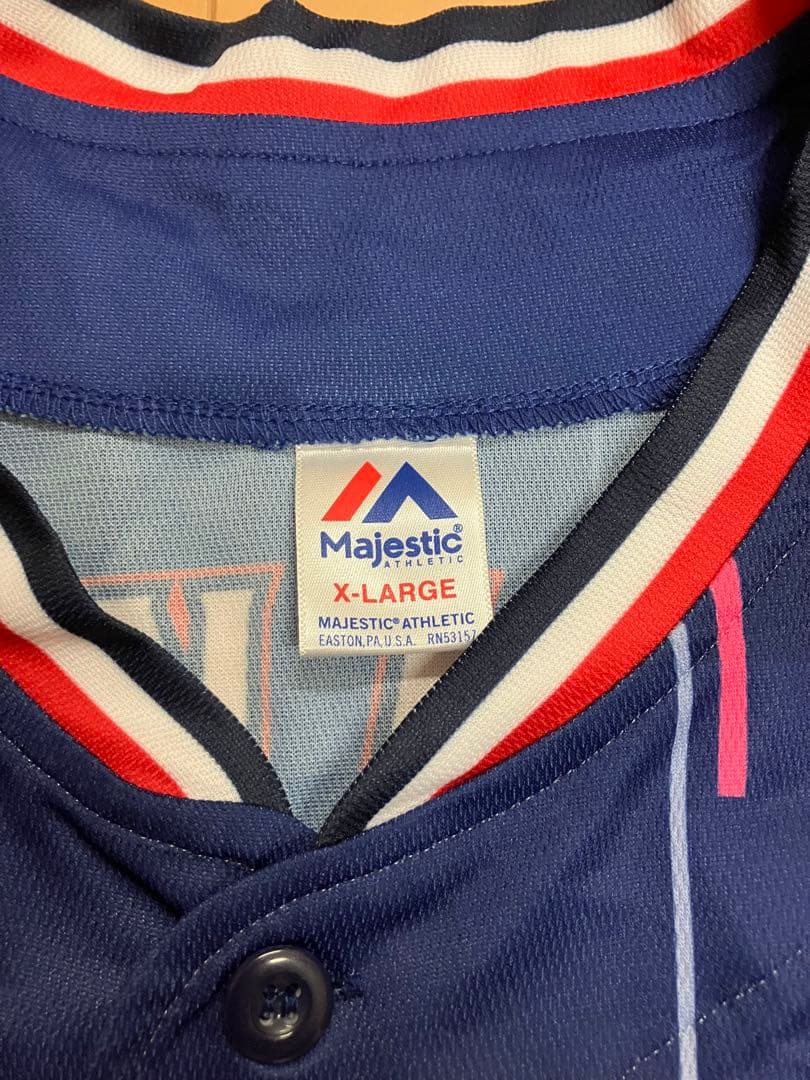 Majestic®
ATHLETIC
X-LARGE
MAJESTIC® ATHLETIC
EASTON, PA, U.S.A. RN53157